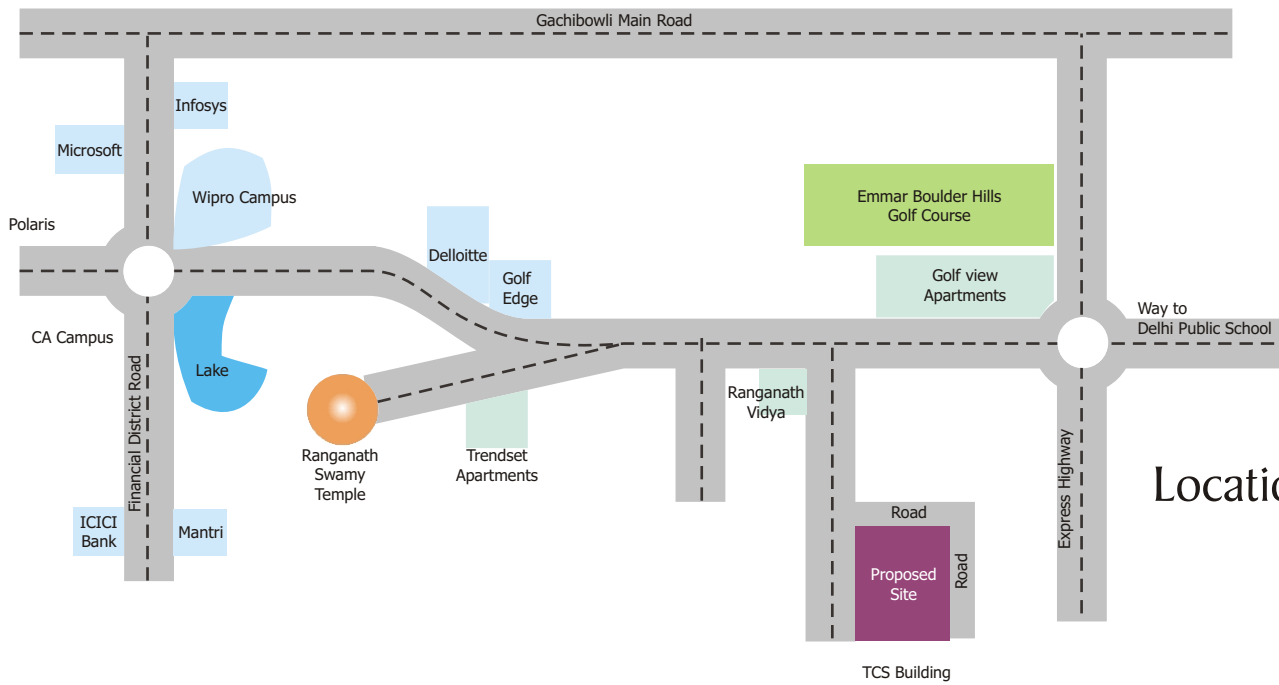 Gachibowli Main Road
Infosys
Microsoft
Wipro Campus
Polaris
Emmar Boulder Hills
Golf Course
Delloitte
Golf
Edge
Golf view
Apartments
Way to
Delhi Public School
CA Campus
Lake
Financial District Road
Ranganath
Vidya
Ranganath
Swamy
Temple
Trendset
Apartments
Express Highway
Locatio
ICICI
Bank
Mantri
Road
Road
Proposed
Site
TCS Building